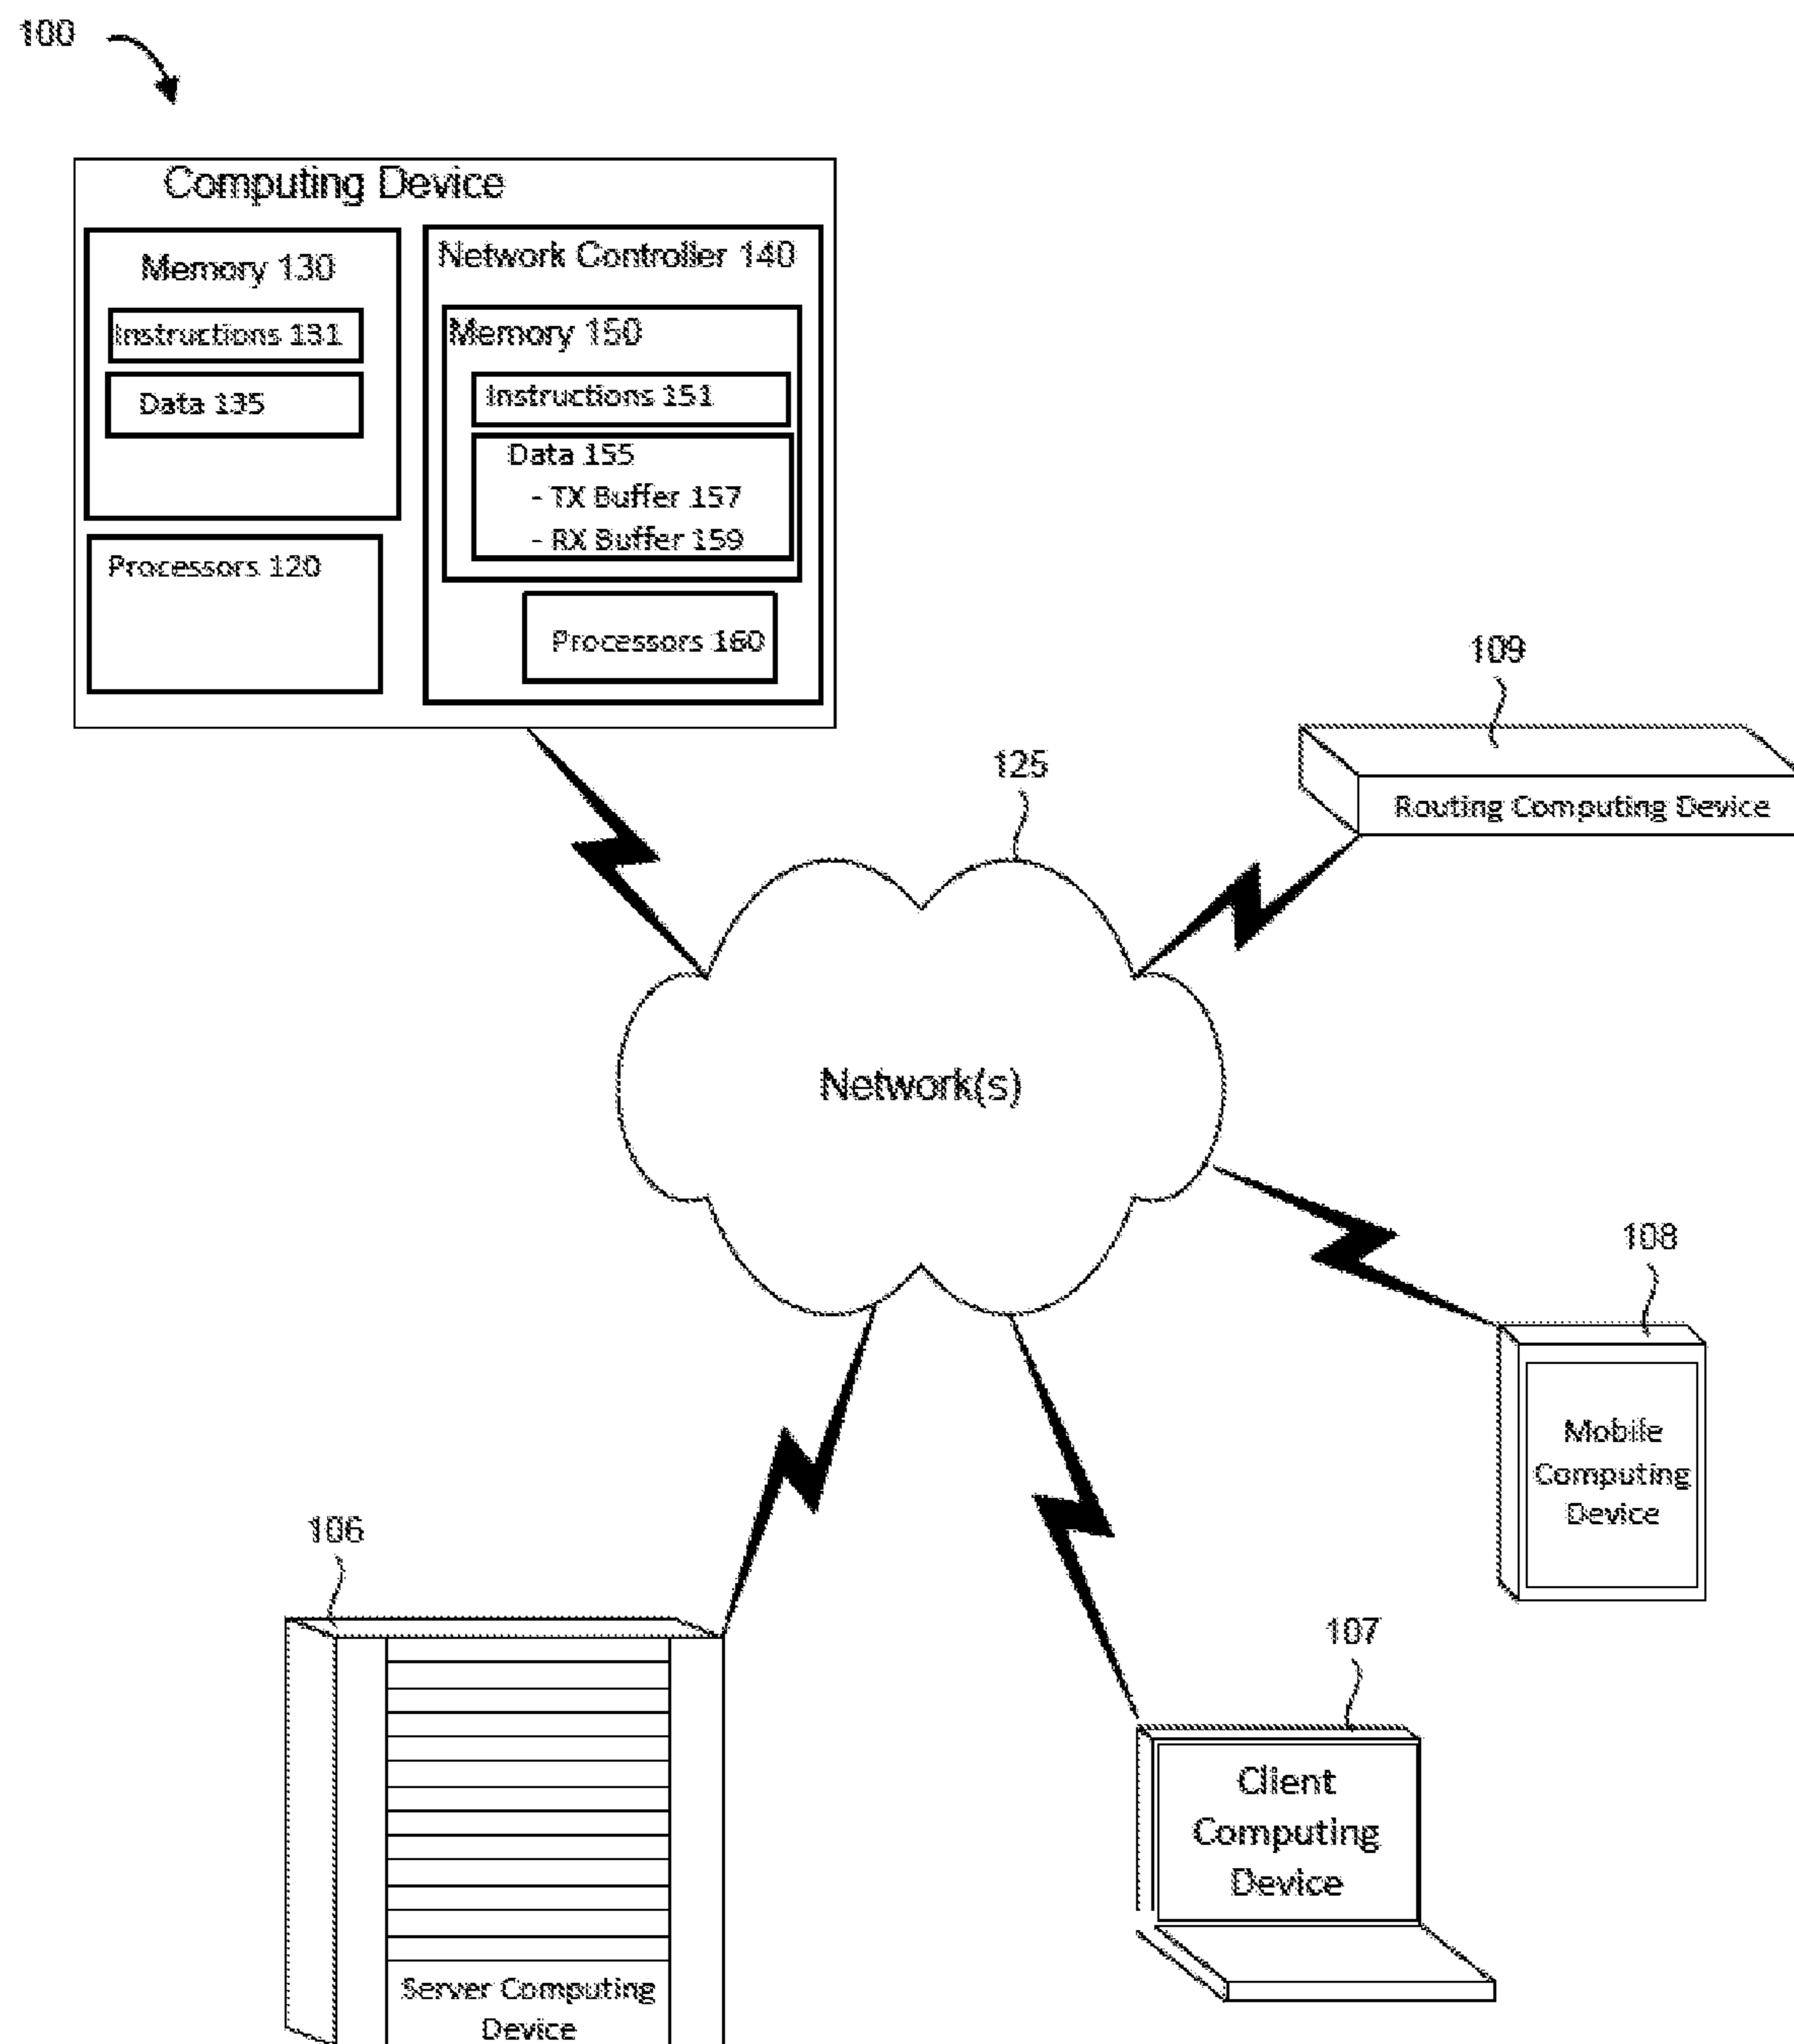 100
Computing Device
Memory 130
Instructions 131
Data 135
Processors 120
Network Controller 140
Memory 150
Instructions 151
Data 155
- TX Buffer 157
- RX Buffer 159
Processors 160
109
Routing Computing Device
125
Network(s)
108
Mobile
Computing
Device
106
Server Computing
Device
107
Client
Computing
Device